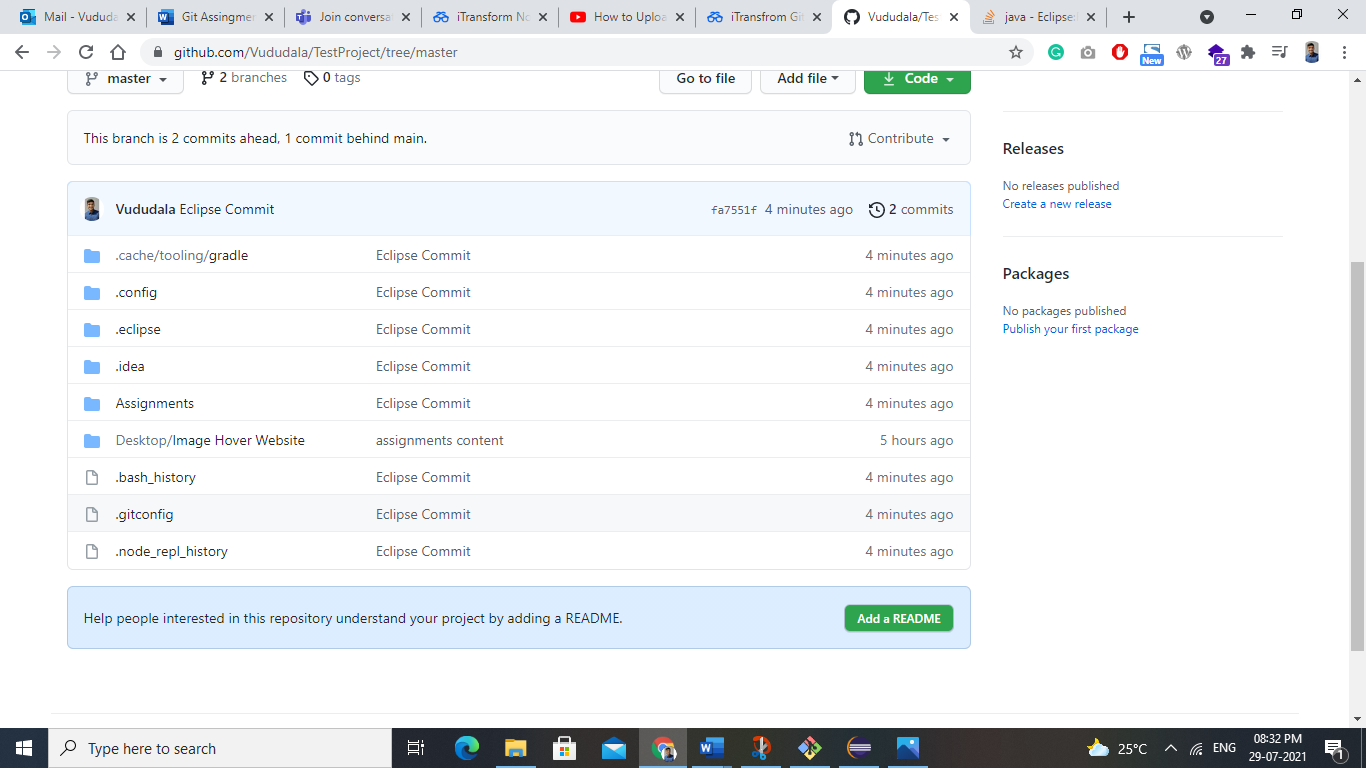 Mail - Vududa
Git Assingmer
Join conversat
iTransform No
How to Uploa
iTransfrom Git
Vududala/Tes
java - Eclipse:
github.com/Vududala/TestProject/tree/master
New
27
master
2 branches
0 tags
Go to file
Add file
Code
This branch is 2 commits ahead, 1 commit behind main.
Contribute
Vududala Eclipse Commit
fa7551f 4 minutes ago
2 commits
.cache/tooling/gradle Eclipse Commit 4 minutes ago
.config Eclipse Commit 4 minutes ago
.eclipse Eclipse Commit 4 minutes ago
.idea Eclipse Commit 4 minutes ago
Assignments Eclipse Commit 4 minutes ago
Desktop/Image Hover Website assignments content 5 hours ago
.bash_history Eclipse Commit 4 minutes ago
.gitconfig Eclipse Commit 4 minutes ago
.node_repl_history Eclipse Commit 4 minutes ago
Help people interested in this repository understand your project by adding a README.
Add a README
Releases
No releases published
Create a new release
Packages
No packages published
Publish your first package
Type here to search
25°C
ENG
08:32 PM
29-07-2021
1